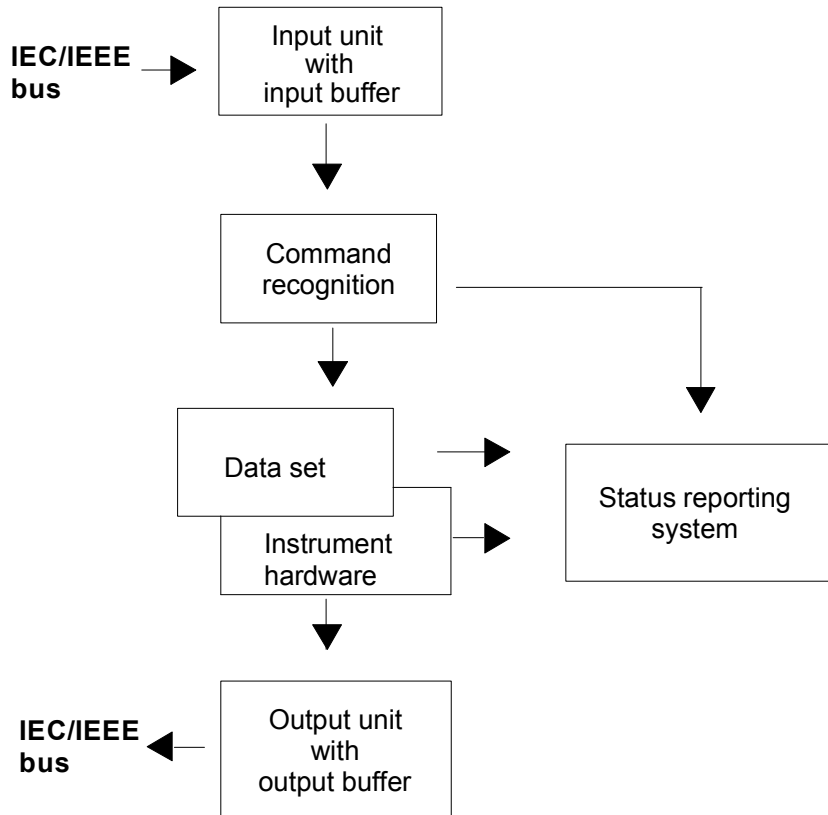 Input unit
with
input buffer
IEC/IEEE
bus
Command
recognition
Data set
Instrument
hardware
Status reporting
system
Output unit
with
output buffer
IEC/IEEE
bus